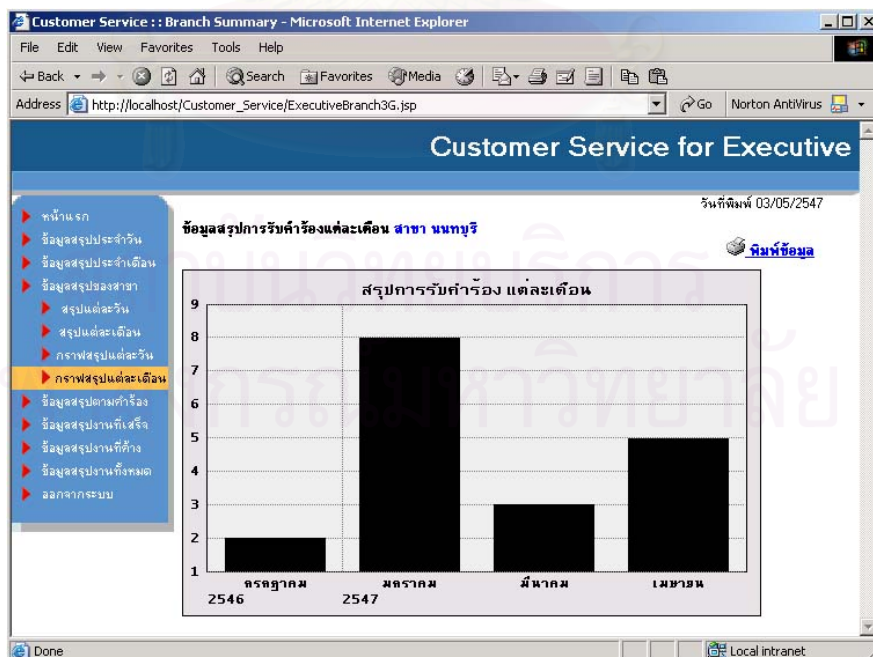 Customer Service : : Branch Summary - Microsoft Internet Explorer
File Edit View Favorites Tools Help
Back Search Favorites Media
Address http://localhost/Customer_Service/ExecutiveBranch3G.jsp Go Norton AntiVirus
Customer Service for Executive
วันที่พิมพ์ 03/05/2547
หน้าแรก
ข้อมูลสรุปประจำวัน
ข้อมูลสรุปประจำเดือน
ข้อมูลสรุปของสาขา
สรุปแต่ละวัน
สรุปแต่ละเดือน
กราฟสรุปแต่ละวัน
กราฟสรุปแต่ละเดือน
ข้อมูลสรุปตามคำร้อง
ข้อมูลสรุปงานที่เสร็จ
ข้อมูลสรุปงานที่ค้าง
ข้อมูลสรุปงานทั้งหมด
ออกจากระบบ
ข้อมูลสรุปการรับคำร้องแต่ละเดือน สาขา นนทบุรี
พิมพ์ข้อมูล
สรุปการรับคำร้อง แต่ละเดือน
9
8
7
6
5
4
3
2
1
กรกฎาคม มกราคม มีนาคม เมษายน
2546 2547
Done Local intranet